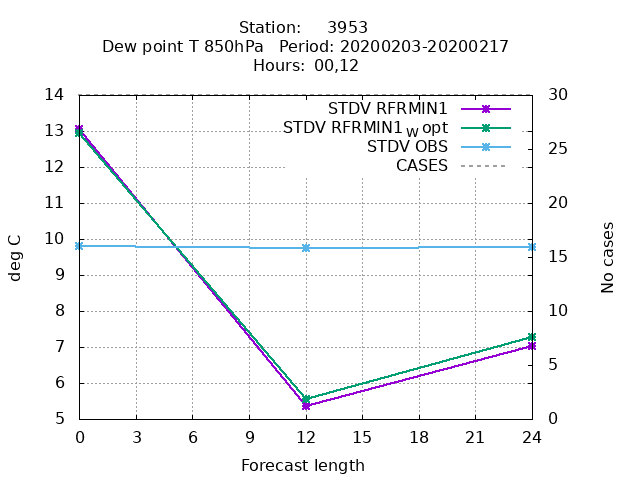 Station: 3953
Dew point T 850hPa Period: 20200203-20200217
Hours: 00,12
STDV RFRMIN1
STDV RFRMIN1 W opt
STDV OBS
CASES
14
13
12
11
10
9
8
7
6
5
deg C
30
25
20
15
10
5
0
No cases
0 3 6 9 12 15 18 21 24
Forecast length